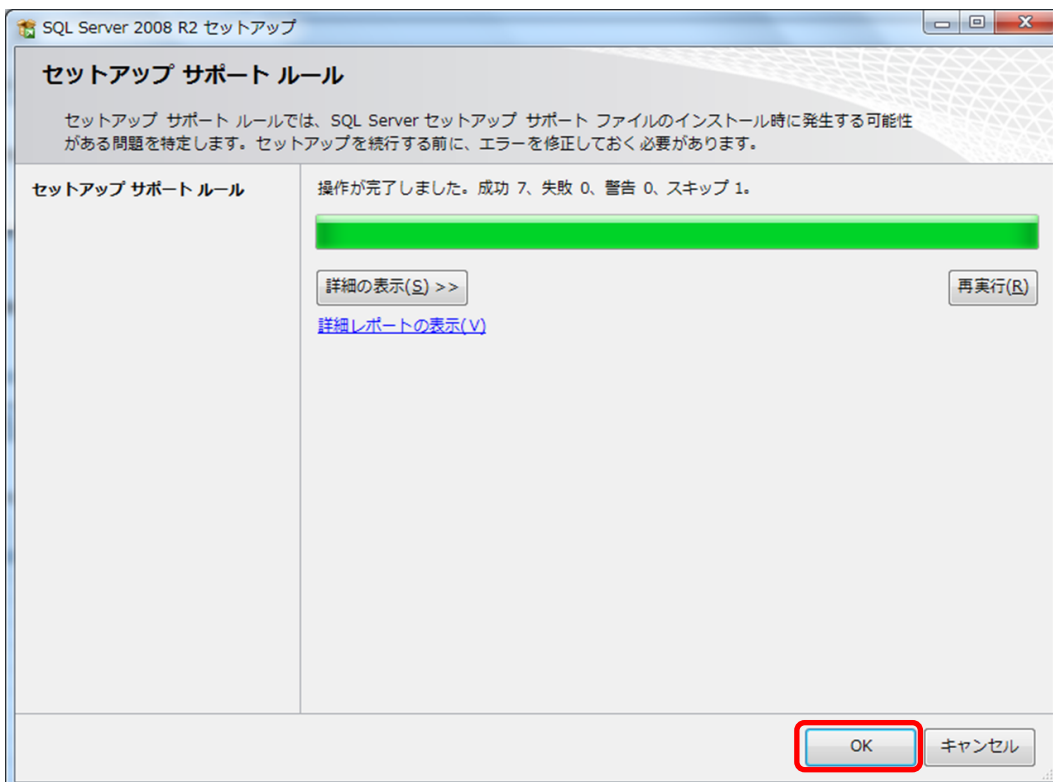 SQL Server 2008 R2 セットアップ
セットアップ サポート ルール
セットアップ サポート ルールでは、SQL Server セットアップ サポート ファイルのインストール時に発生する可能性
がある問題を特定します。セットアップを続行する前に、エラーを修正しておく必要があります。
セットアップ サポート ルール
操作が完了しました。成功 7、失敗 0、警告 0、スキップ 1。
詳細の表示(S) >>
再実行(R)
詳細レポートの表示(V)
OK
キャンセル